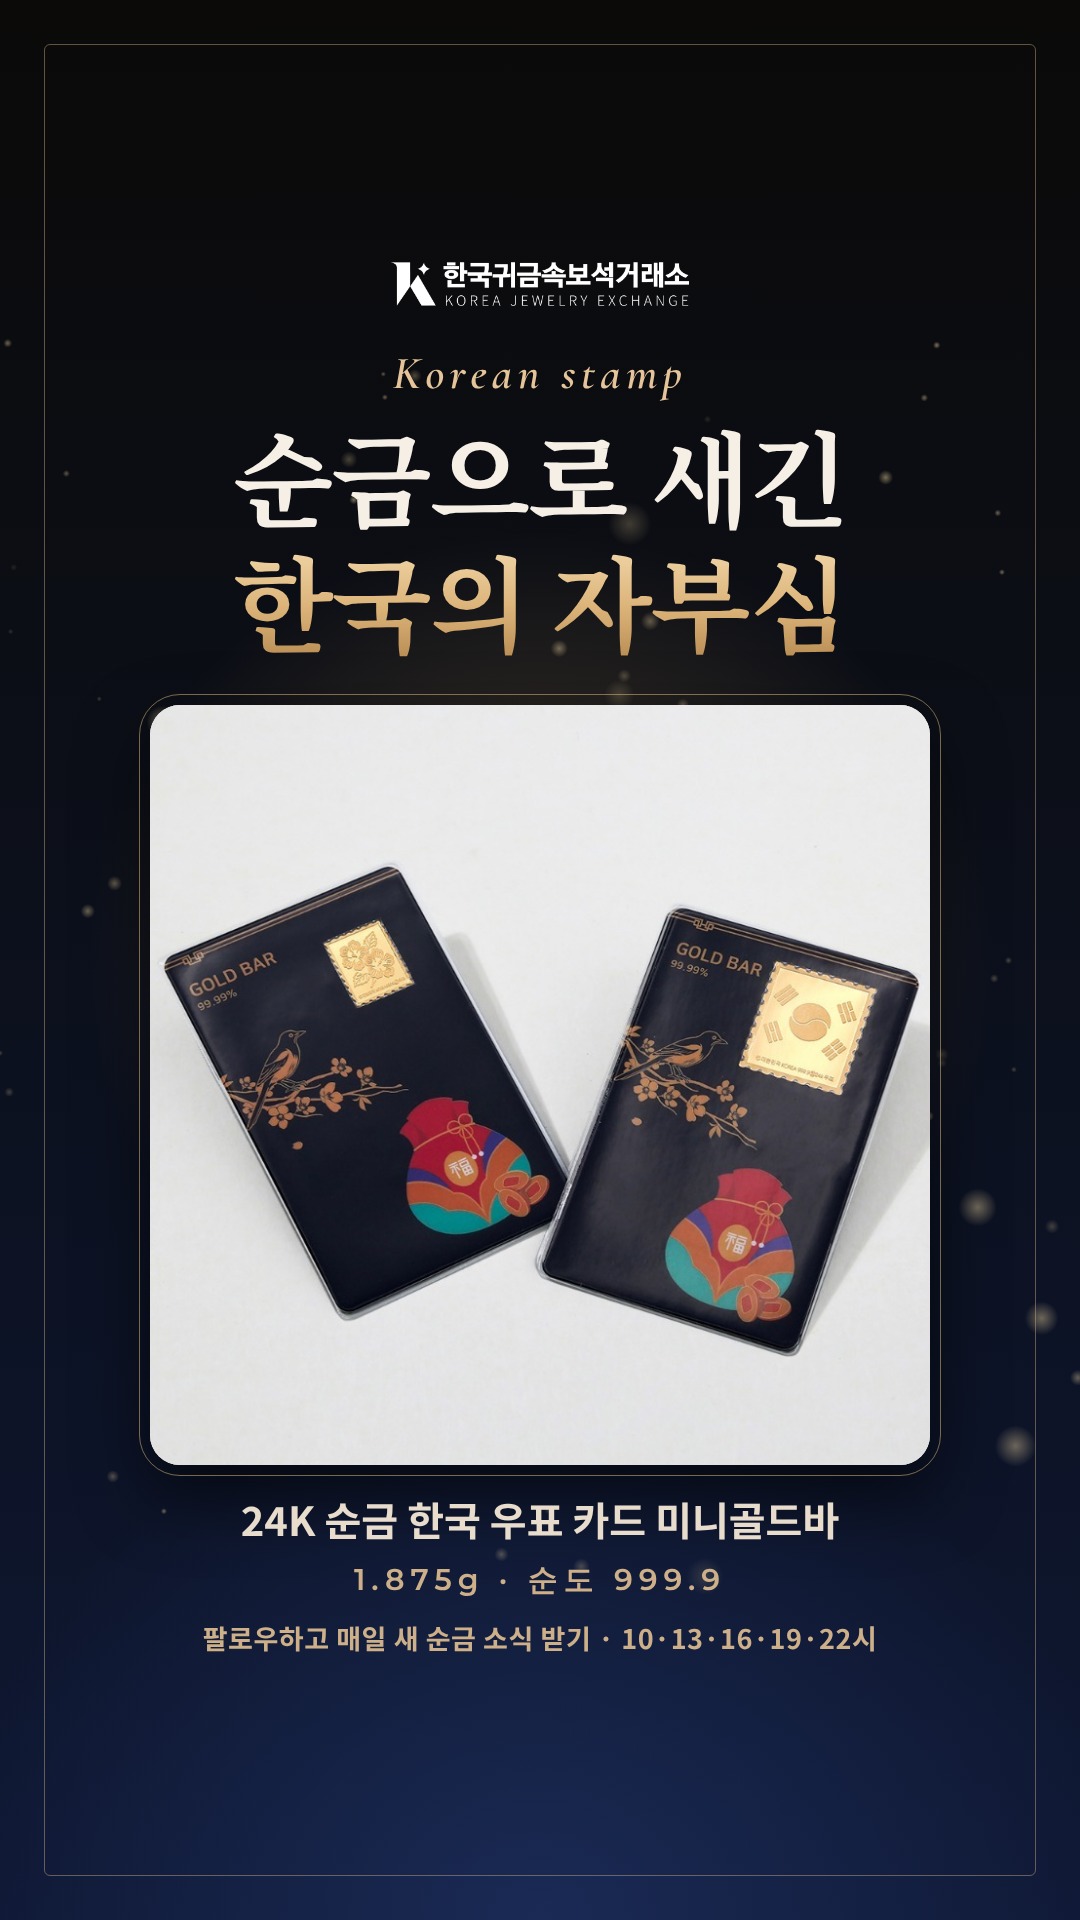 한국귀금속보석거래소
KOREA JEWELRY EXCHANGE
Korean stamp
순금으로 새긴
한국의 자부심
GOLD BAR
99.99%
福
GOLD BAR
99.99%
福
24K 순금 한국 우표 카드 미니골드바
1.875g · 순도 999.9
팔로우하고 매일 새 순금 소식 받기 · 10·13·16·19·22시